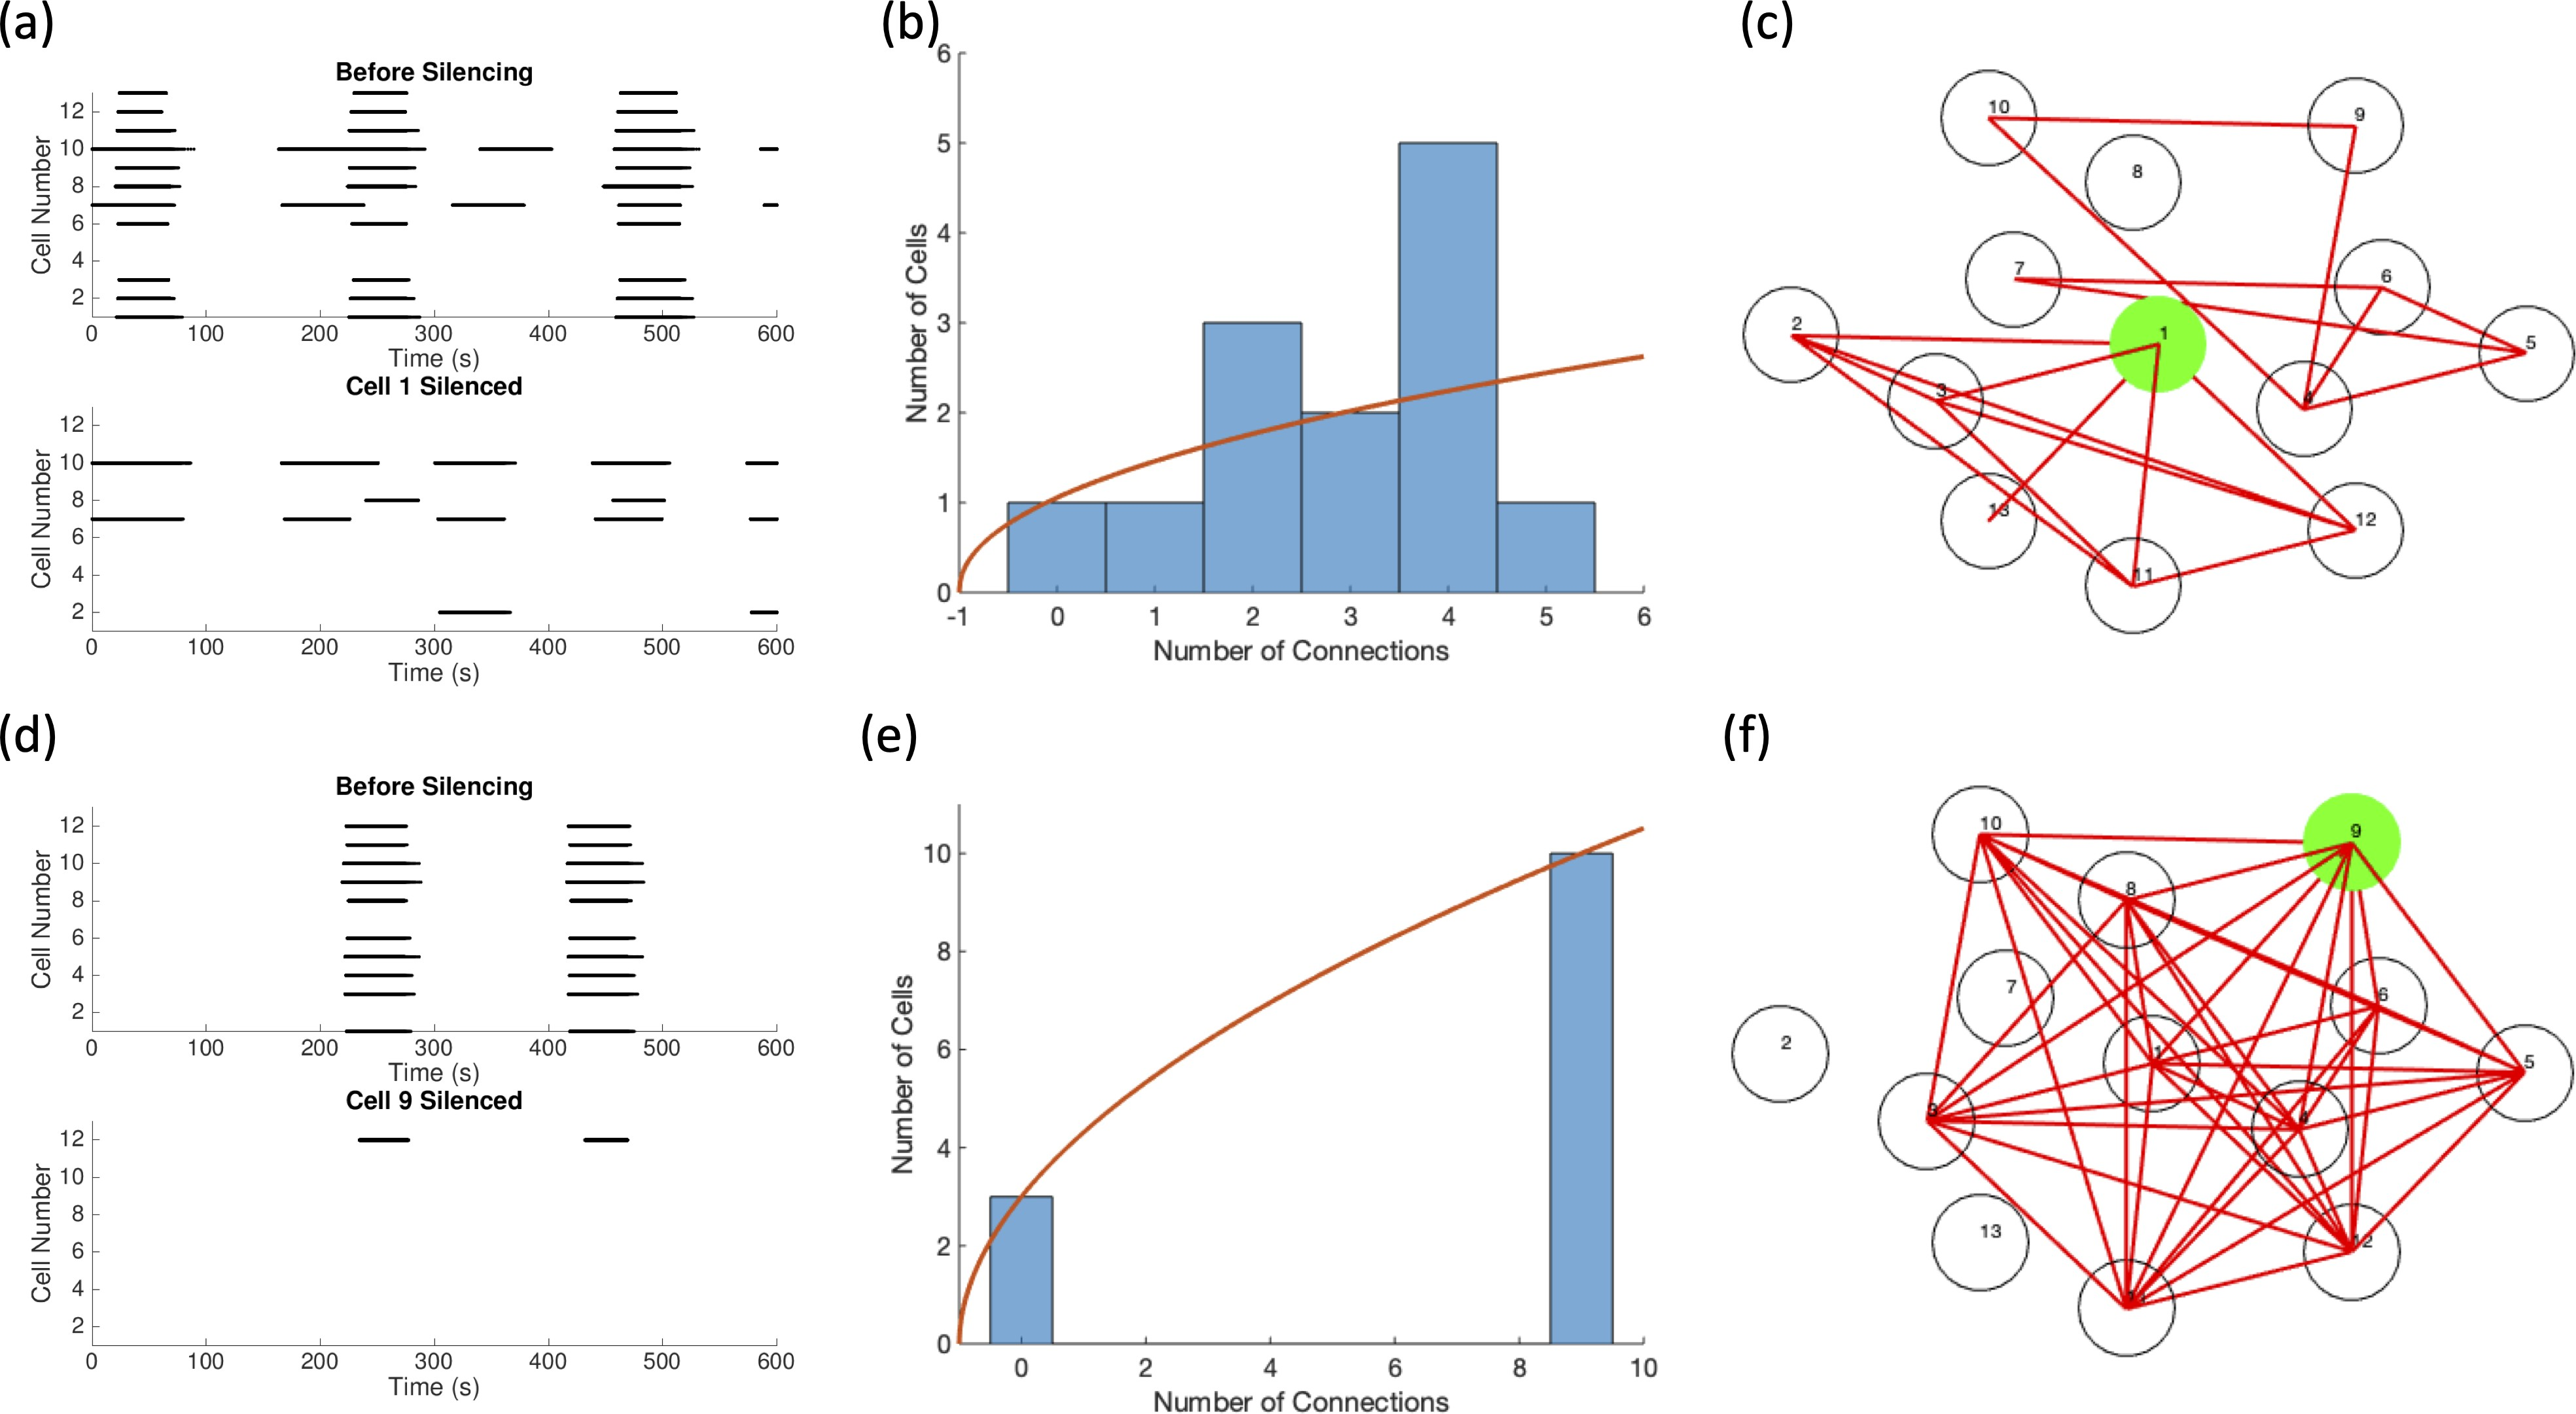 (a)
Before Silencing
Cell Number
12
10
8
6
4
2
0 100 200 300 400 500 600
Time (s)
Cell 1 Silenced
Cell Number
12
10
8
6
4
2
0 100 200 300 400 500 600
Time (s)
(b)
Number of Cells
6
5
4
3
2
1
0
-1 0 1 2 3 4 5 6
Number of Connections
(c)
10
9
8
7
6
1
2
5
3
4
13
12
11
(d)
Before Silencing
Cell Number
12
10
8
6
4
2
0 100 200 300 400 500 600
Time (s)
Cell 9 Silenced
Cell Number
12
10
8
6
4
2
0 100 200 300 400 500 600
Time (s)
(e)
Number of Cells
10
8
6
4
2
0
0 2 4 6 8 10
Number of Connections
(f)
10
9
8
7
6
2
1
5
3
4
13
12